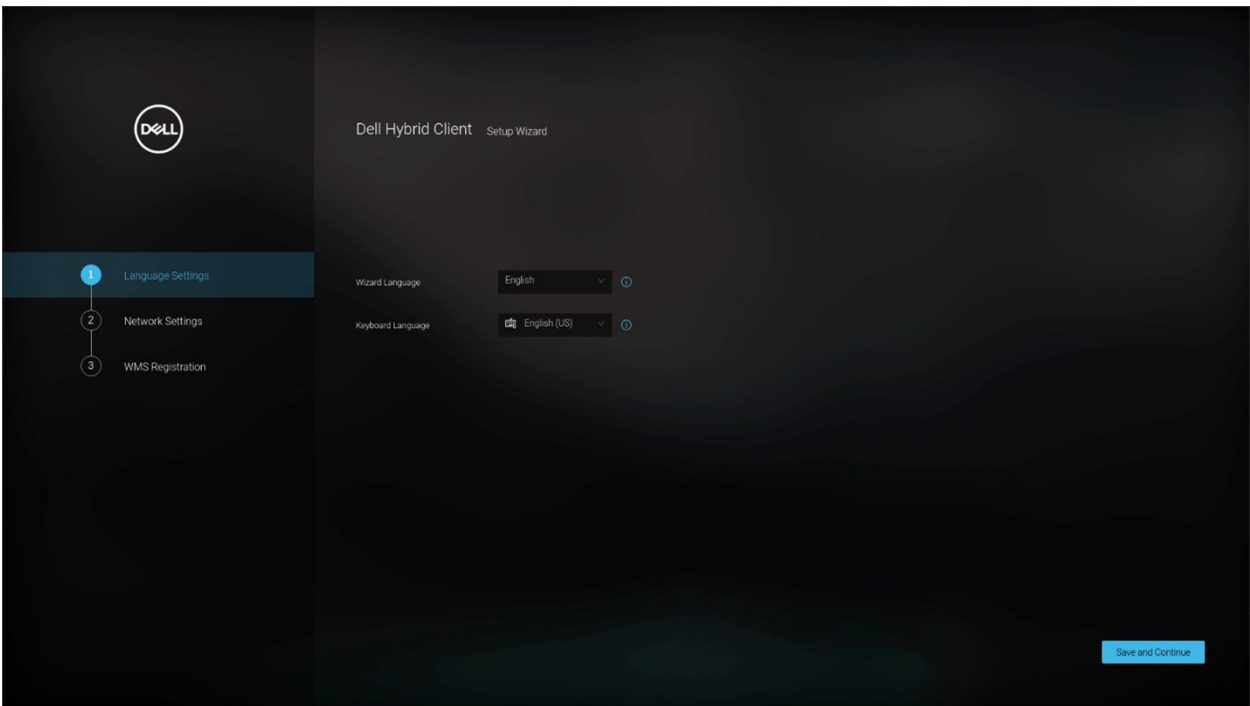 DELL
Dell Hybrid Client Setup Wizard
1 Language Settings
2 Network Settings
3 WMS Registration
Wizard Language English
Keyboard Language English (US)
Save and Continue